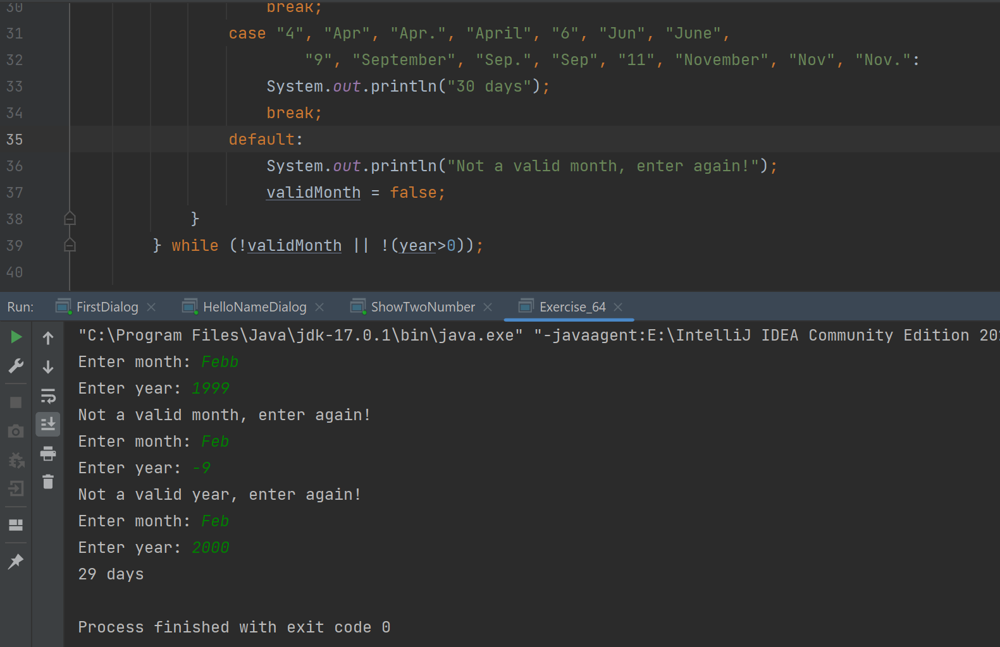 30 break;
31 case "4", "Apr", "Apr.", "April", "6", "Jun", "June",
32 "9", "September", "Sep.", "Sep", "11", "November", "Nov", "Nov.":
33 System.out.println("30 days");
34 break;
35 default:
36 System.out.println("Not a valid month, enter again!");
37 validMonth = false;
38 }
39 } while (!validMonth || !(year>0));
40
Run: FirstDialog HelloNameDialog ShowTwoNumber Exercise_64
"C:\Program Files\Java\jdk-17.0.1\bin\java.exe" "-javaagent:E:\IntelliJ IDEA Community Edition 20
Enter month: Febb
Enter year: 1999
Not a valid month, enter again!
Enter month: Feb
Enter year: -9
Not a valid year, enter again!
Enter month: Feb
Enter year: 2000
29 days
Process finished with exit code 0